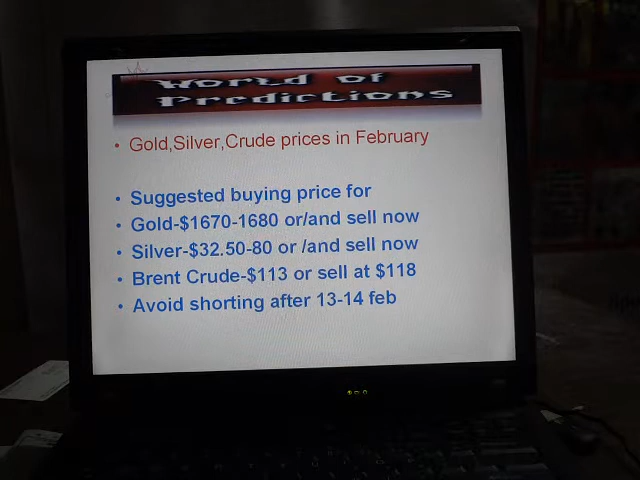 World of
Predictions
• Gold,Silver,Crude prices in February
• Suggested buying price for
• Gold-$1670-1680 or/and sell now
• Silver-$32.50-80 or /and sell now
• Brent Crude-$113 or sell at $118
• Avoid shorting after 13-14 feb